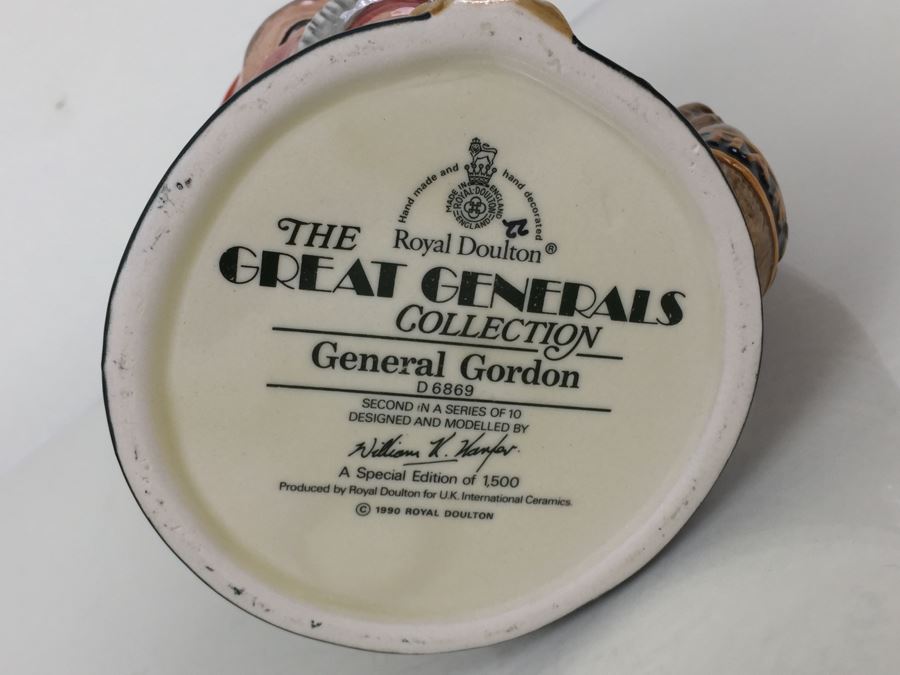 Hand made and hand decorated
MADE IN ENGLAND
ROYAL DOULTON
ENGLAND
22
Royal Doulton®
THE
GREAT GENERALS
COLLECTION
General Gordon
D 6869
SECOND IN A SERIES OF 10
DESIGNED AND MODELLED BY
William K. Harper.
A Special Edition of 1,500
Produced by Royal Doulton for U.K. International Ceramics.
© 1990 ROYAL DOULTON